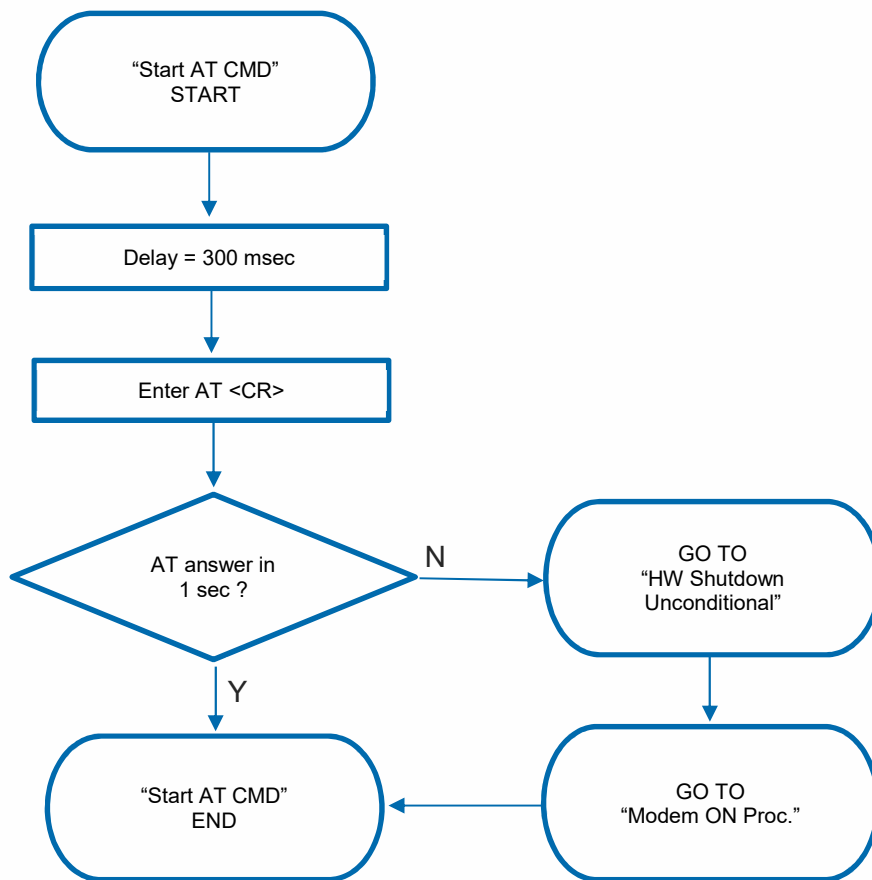 “Start AT CMD”
START
Delay = 300 msec
Enter AT <CR>
AT answer in
1 sec ?
N
GO TO
“HW Shutdown
Unconditional”
Y
“Start AT CMD”
END
GO TO
“Modem ON Proc.”